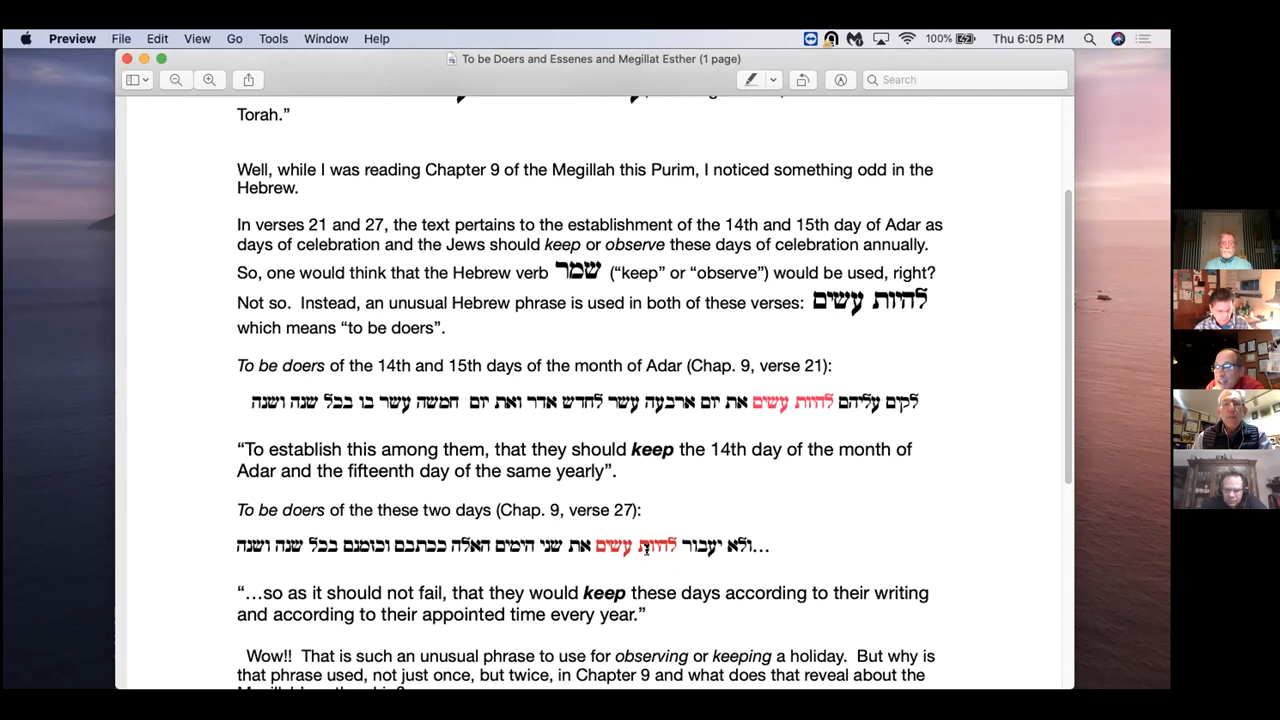 Preview File Edit View Go Tools Window Help 100% Thu 6:05 PM
To be Doers and Essenes and Megillat Esther (1 page)
Search
Torah.”
Well, while I was reading Chapter 9 of the Megillah this Purim, I noticed something odd in the
Hebrew.
In verses 21 and 27, the text pertains to the establishment of the 14th and 15th day of Adar as
days of celebration and the Jews should keep or observe these days of celebration annually.
So, one would think that the Hebrew verb שמר (“keep” or “observe”) would be used, right?
Not so. Instead, an unusual Hebrew phrase is used in both of these verses: להיות עשים
which means “to be doers”.
To be doers of the 14th and 15th days of the month of Adar (Chap. 9, verse 21):
לקים עליהם להיות עשים את יום ארבעה עשר לחדש אדר ואת יום חמשה עשר בו בכל שנה ושנה
“To establish this among them, that they should keep the 14th day of the month of
Adar and the fifteenth day of the same yearly”.
To be doers of the these two days (Chap. 9, verse 27):
…ולא יעבור להיות עשים את שני הימים האלה ככתבם וכזמנם בכל שנה ושנה
“…so as it should not fail, that they would keep these days according to their writing
and according to their appointed time every year.”
Wow!! That is such an unusual phrase to use for observing or keeping a holiday. But why is
that phrase used, not just once, but twice, in Chapter 9 and what does that reveal about the